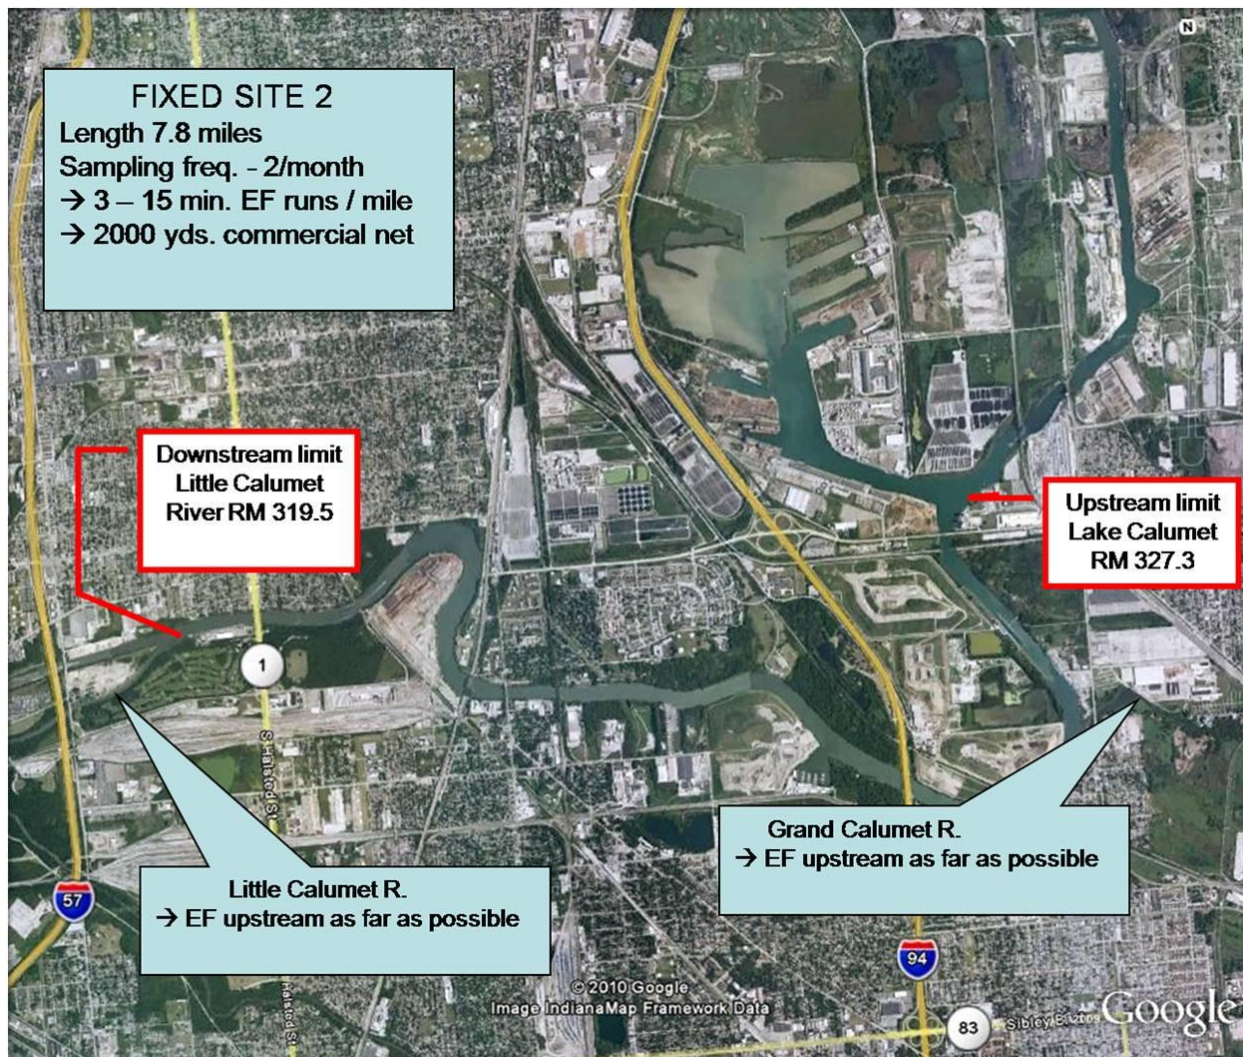 N
FIXED SITE 2
Length 7.8 miles
Sampling freq. - 2/month
→ 3 – 15 min. EF runs / mile
→ 2000 yds. commercial net
Downstream limit
Little Calumet
River RM 319.5
Upstream limit
Lake Calumet
RM 327.3
1
S Halsted St
Grand Calumet R.
→ EF upstream as far as possible
Little Calumet R.
→ EF upstream as far as possible
57
94
Halsted St
© 2010 Google
Image IndianaMap Framework Data
83
Sibley
Google